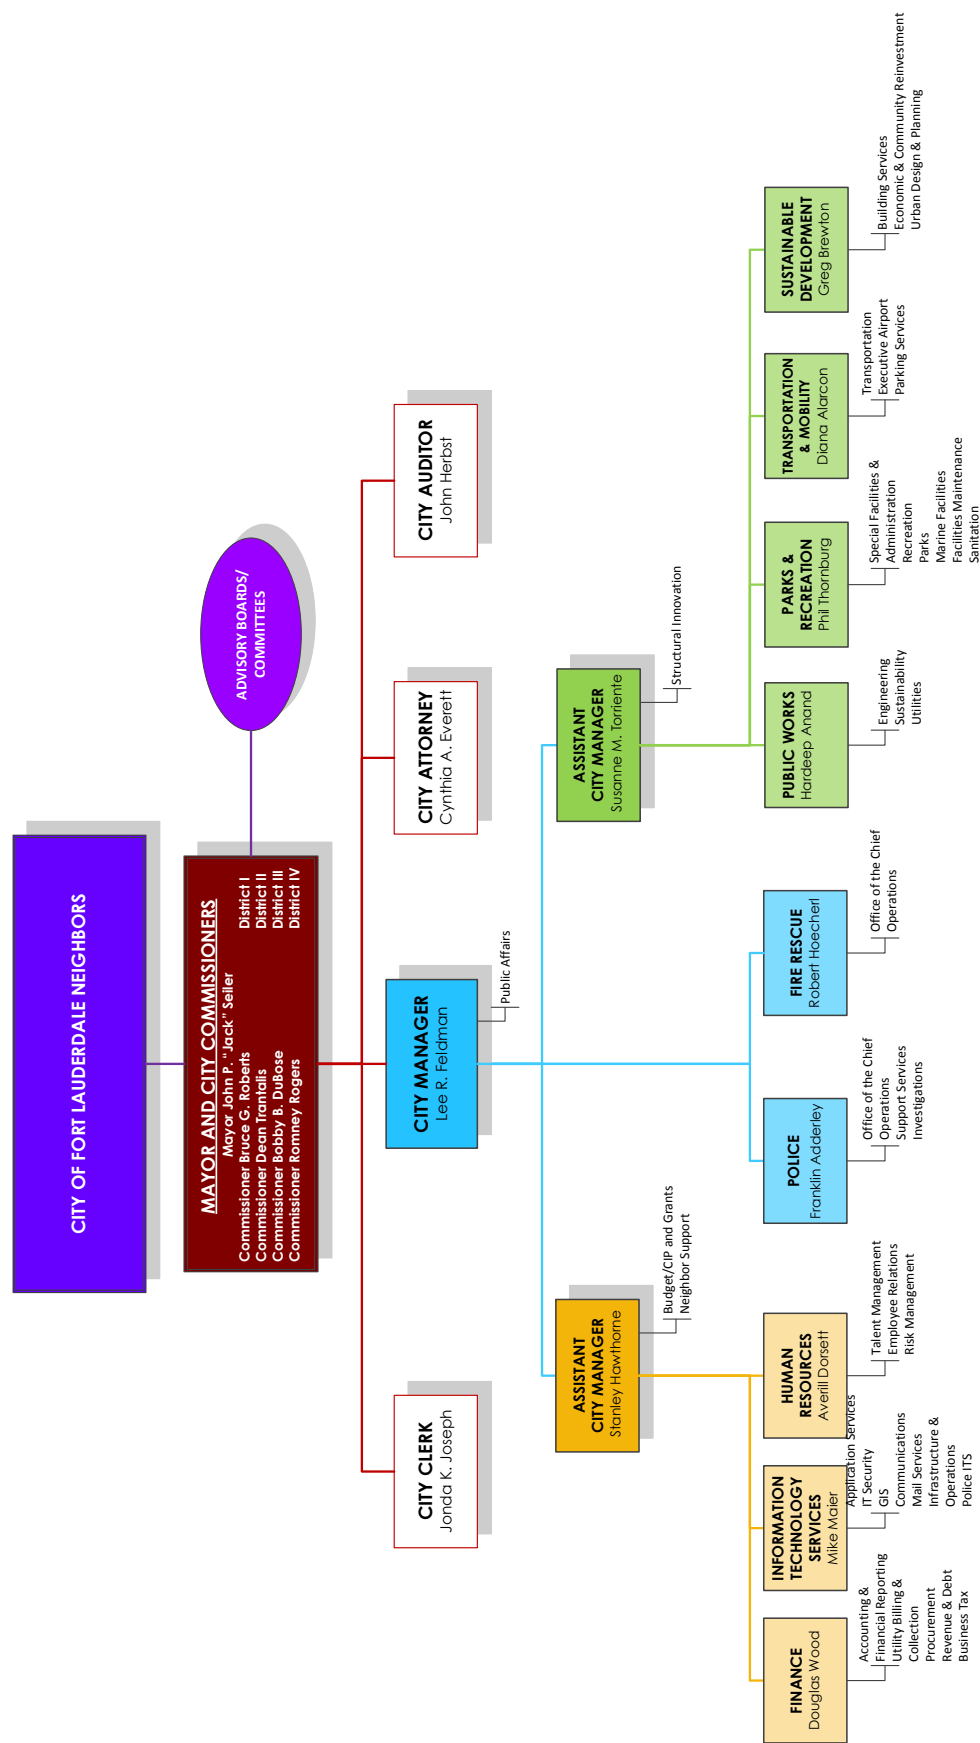 CITY OF FORT LAUDERDALE NEIGHBORS
ADVISORY BOARDS/
COMMITTEES
MAYOR AND CITY COMMISSIONERS
Mayor John P. "Jack" Seiler
Commissioner Bruce G. Roberts District I
Commissioner Dean Trantalis District II
Commissioner Bobby B. DuBose District III
Commissioner Romney Rogers District IV
CITY CLERK
Jonda K. Joseph
CITY MANAGER
Lee R. Feldman
Public Affairs
CITY ATTORNEY
Cynthia A. Everett
CITY AUDITOR
John Herbst
ASSISTANT
CITY MANAGER
Stanley Hawthorne
Budget/CIP and Grants
Neighbor Support
ASSISTANT
CITY MANAGER
Susanne M. Torriente
Structural Innovation
FINANCE
Douglas Wood
Accounting &
Financial Reporting
Utility Billing &
Collection
Procurement
Revenue & Debt
Business Tax
INFORMATION
TECHNOLOGY
SERVICES
Mike Maier
Application Services
IT Security
GIS
Communications
Mail Services
Infrastructure &
Operations
Police ITS
HUMAN
RESOURCES
Averill Dorsett
Talent Management
Employee Relations
Risk Management
POLICE
Franklin Adderley
Office of the Chief
Operations
Support Services
Investigations
FIRE RESCUE
Robert Hoecherl
Office of the Chief
Operations
PUBLIC WORKS
Hardeep Anand
Engineering
Sustainability
Utilities
PARKS &
RECREATION
Phil Thornburg
Special Facilities &
Administration
Recreation
Parks
Marine Facilities
Facilities Maintenance
Sanitation
TRANSPORTATION
& MOBILITY
Diana Alarcon
Transportation
Executive Airport
Parking Services
SUSTAINABLE
DEVELOPMENT
Greg Brewton
Building Services
Economic & Community Reinvestment
Urban Design & Planning